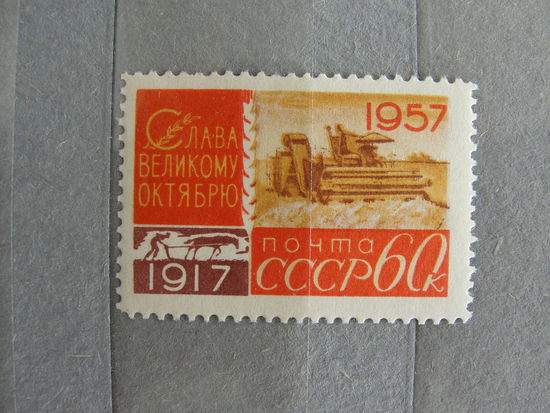 1957
СЛАВА
ВЕЛИКОМУ
ОКТЯБРЮ
1917
почта
СССР 60к